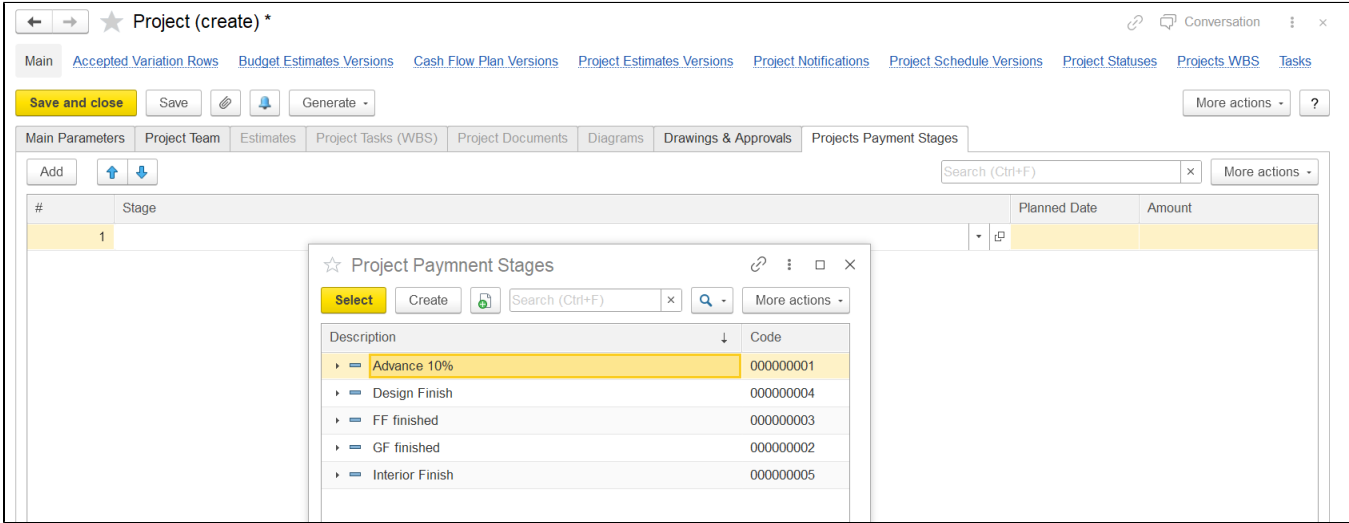 Project (create) *
Conversation
Main Accepted Variation Rows Budget Estimates Versions Cash Flow Plan Versions Project Estimates Versions Project Notifications Project Schedule Versions Project Statuses Projects WBS Tasks
Save and close Save Generate More actions ?
Main Parameters Project Team Estimates Project Tasks (WBS) Project Documents Diagrams Drawings & Approvals Projects Payment Stages
Add Search (Ctrl+F) × More actions
# Stage Planned Date Amount
1
Project Paymnent Stages
Select Create Search (Ctrl+F) × More actions
Description ↓ Code
Advance 10% 000000001
Design Finish 000000004
FF finished 000000003
GF finished 000000002
Interior Finish 000000005